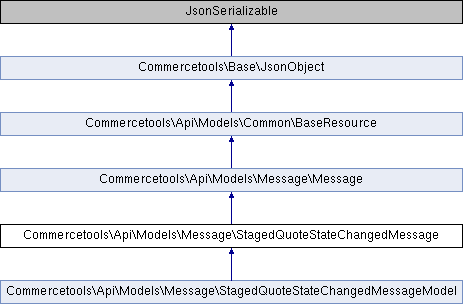 JsonSerializable
Commercetools\Base\JsonObject
Commercetools\Api\Models\Common\BaseResource
Commercetools\Api\Models\Message\Message
Commercetools\Api\Models\Message\StagedQuoteStateChangedMessage
Commercetools\Api\Models\Message\StagedQuoteStateChangedMessageModel